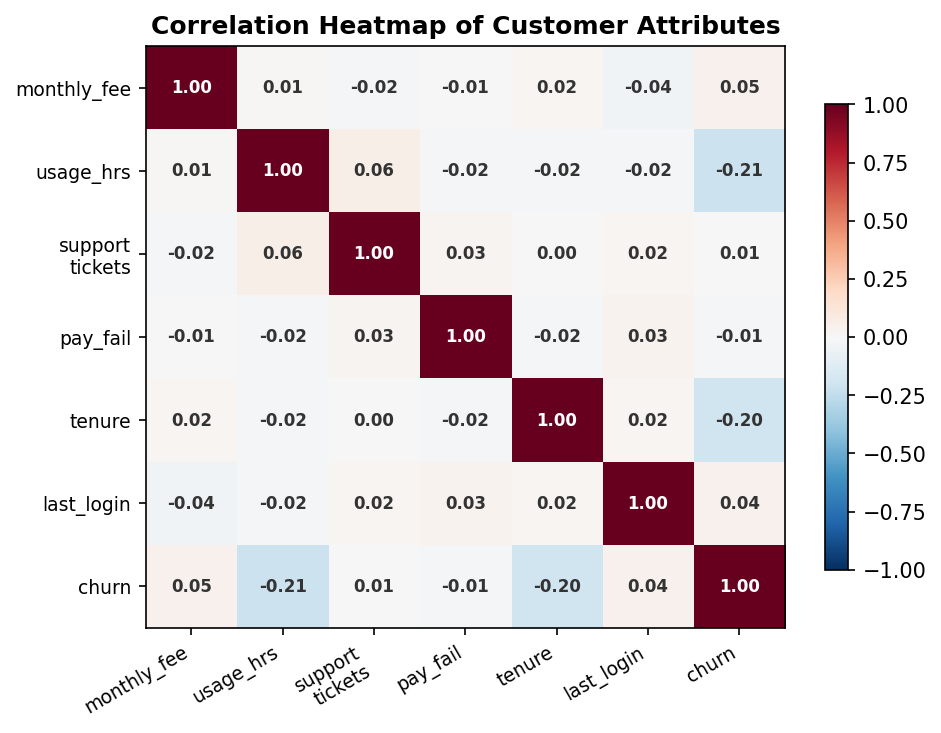 Correlation Heatmap of Customer Attributes
monthly_fee 1.00 0.01 -0.02 -0.01 0.02 -0.04 0.05
usage_hrs 0.01 1.00 0.06 -0.02 -0.02 -0.02 -0.21
support
tickets -0.02 0.06 1.00 0.03 0.00 0.02 0.01
pay_fail -0.01 -0.02 0.03 1.00 -0.02 0.03 -0.01
tenure 0.02 -0.02 0.00 -0.02 1.00 0.02 -0.20
last_login -0.04 -0.02 0.02 0.03 0.02 1.00 0.04
churn 0.05 -0.21 0.01 -0.01 -0.20 0.04 1.00
monthly_fee
usage_hrs
support
tickets
pay_fail
tenure
last_login
churn
1.00
0.75
0.50
0.25
0.00
−0.25
−0.50
−0.75
−1.00